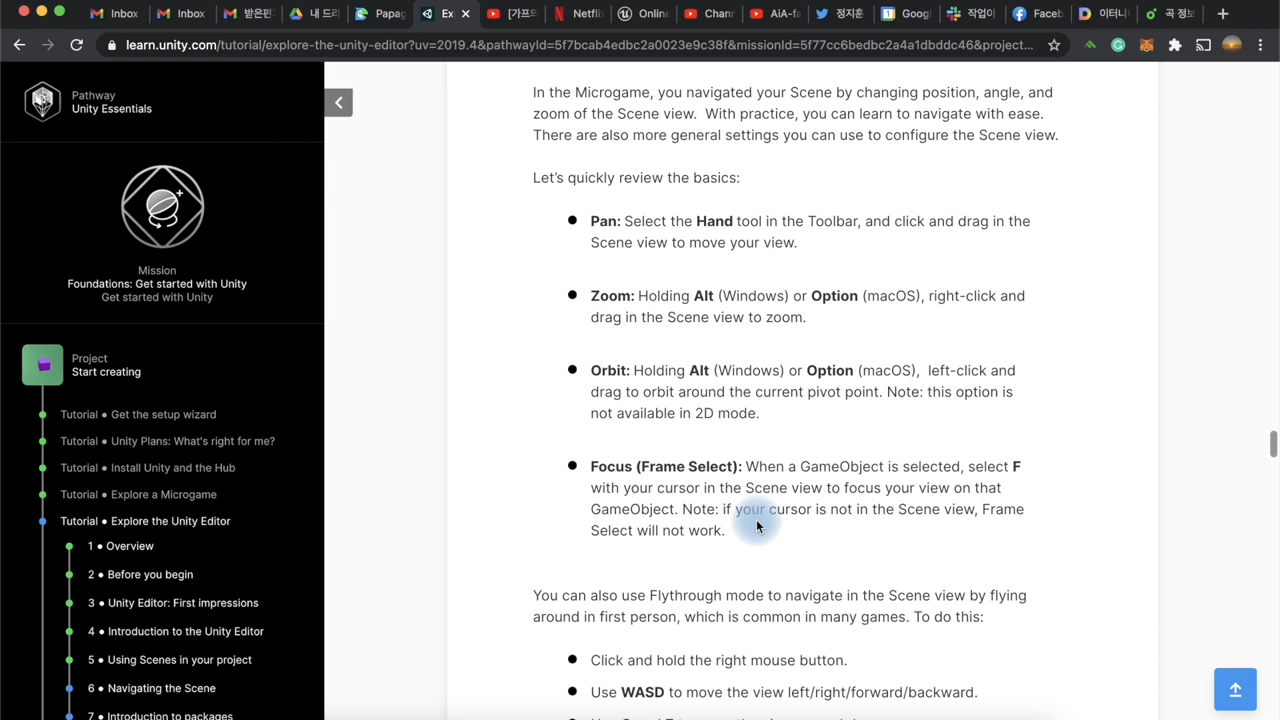 Inbox
Inbox
받은편
내 드라
Papag
Ex
[가프의
Netfli
Online
Chann
AiA-fa
정지훈
Googl
작업이
Faceb
이터니
곡 정보
learn.unity.com/tutorial/explore-the-unity-editor?uv=2019.4&pathwayId=5f7bcab4edbc2a0023e9c38f&missionId=5f77cc6bedbc2a4a1dbddc46&project...
Pathway
Unity Essentials
Mission
Foundations: Get started with Unity
Get started with Unity
Project
Start creating
Tutorial ● Get the setup wizard
Tutorial ● Unity Plans: What's right for me?
Tutorial ● Install Unity and the Hub
Tutorial ● Explore a Microgame
Tutorial ● Explore the Unity Editor
1 ● Overview
2 ● Before you begin
3 ● Unity Editor: First impressions
4 ● Introduction to the Unity Editor
5 ● Using Scenes in your project
6 ● Navigating the Scene
7 ● Introduction to packages
In the Microgame, you navigated your Scene by changing position, angle, and
zoom of the Scene view. With practice, you can learn to navigate with ease.
There are also more general settings you can use to configure the Scene view.
Let's quickly review the basics:
● Pan: Select the Hand tool in the Toolbar, and click and drag in the
Scene view to move your view.
● Zoom: Holding Alt (Windows) or Option (macOS), right-click and
drag in the Scene view to zoom.
● Orbit: Holding Alt (Windows) or Option (macOS), left-click and
drag to orbit around the current pivot point. Note: this option is
not available in 2D mode.
● Focus (Frame Select): When a GameObject is selected, select F
with your cursor in the Scene view to focus your view on that
GameObject. Note: if your cursor is not in the Scene view, Frame
Select will not work.
You can also use Flythrough mode to navigate in the Scene view by flying
around in first person, which is common in many games. To do this:
● Click and hold the right mouse button.
● Use WASD to move the view left/right/forward/backward.